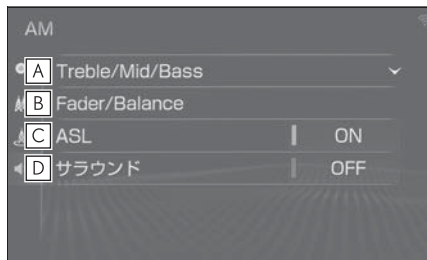 AM
A Treble/Mid/Bass
B Fader/Balance
C ASL ON
D サラウンド OFF